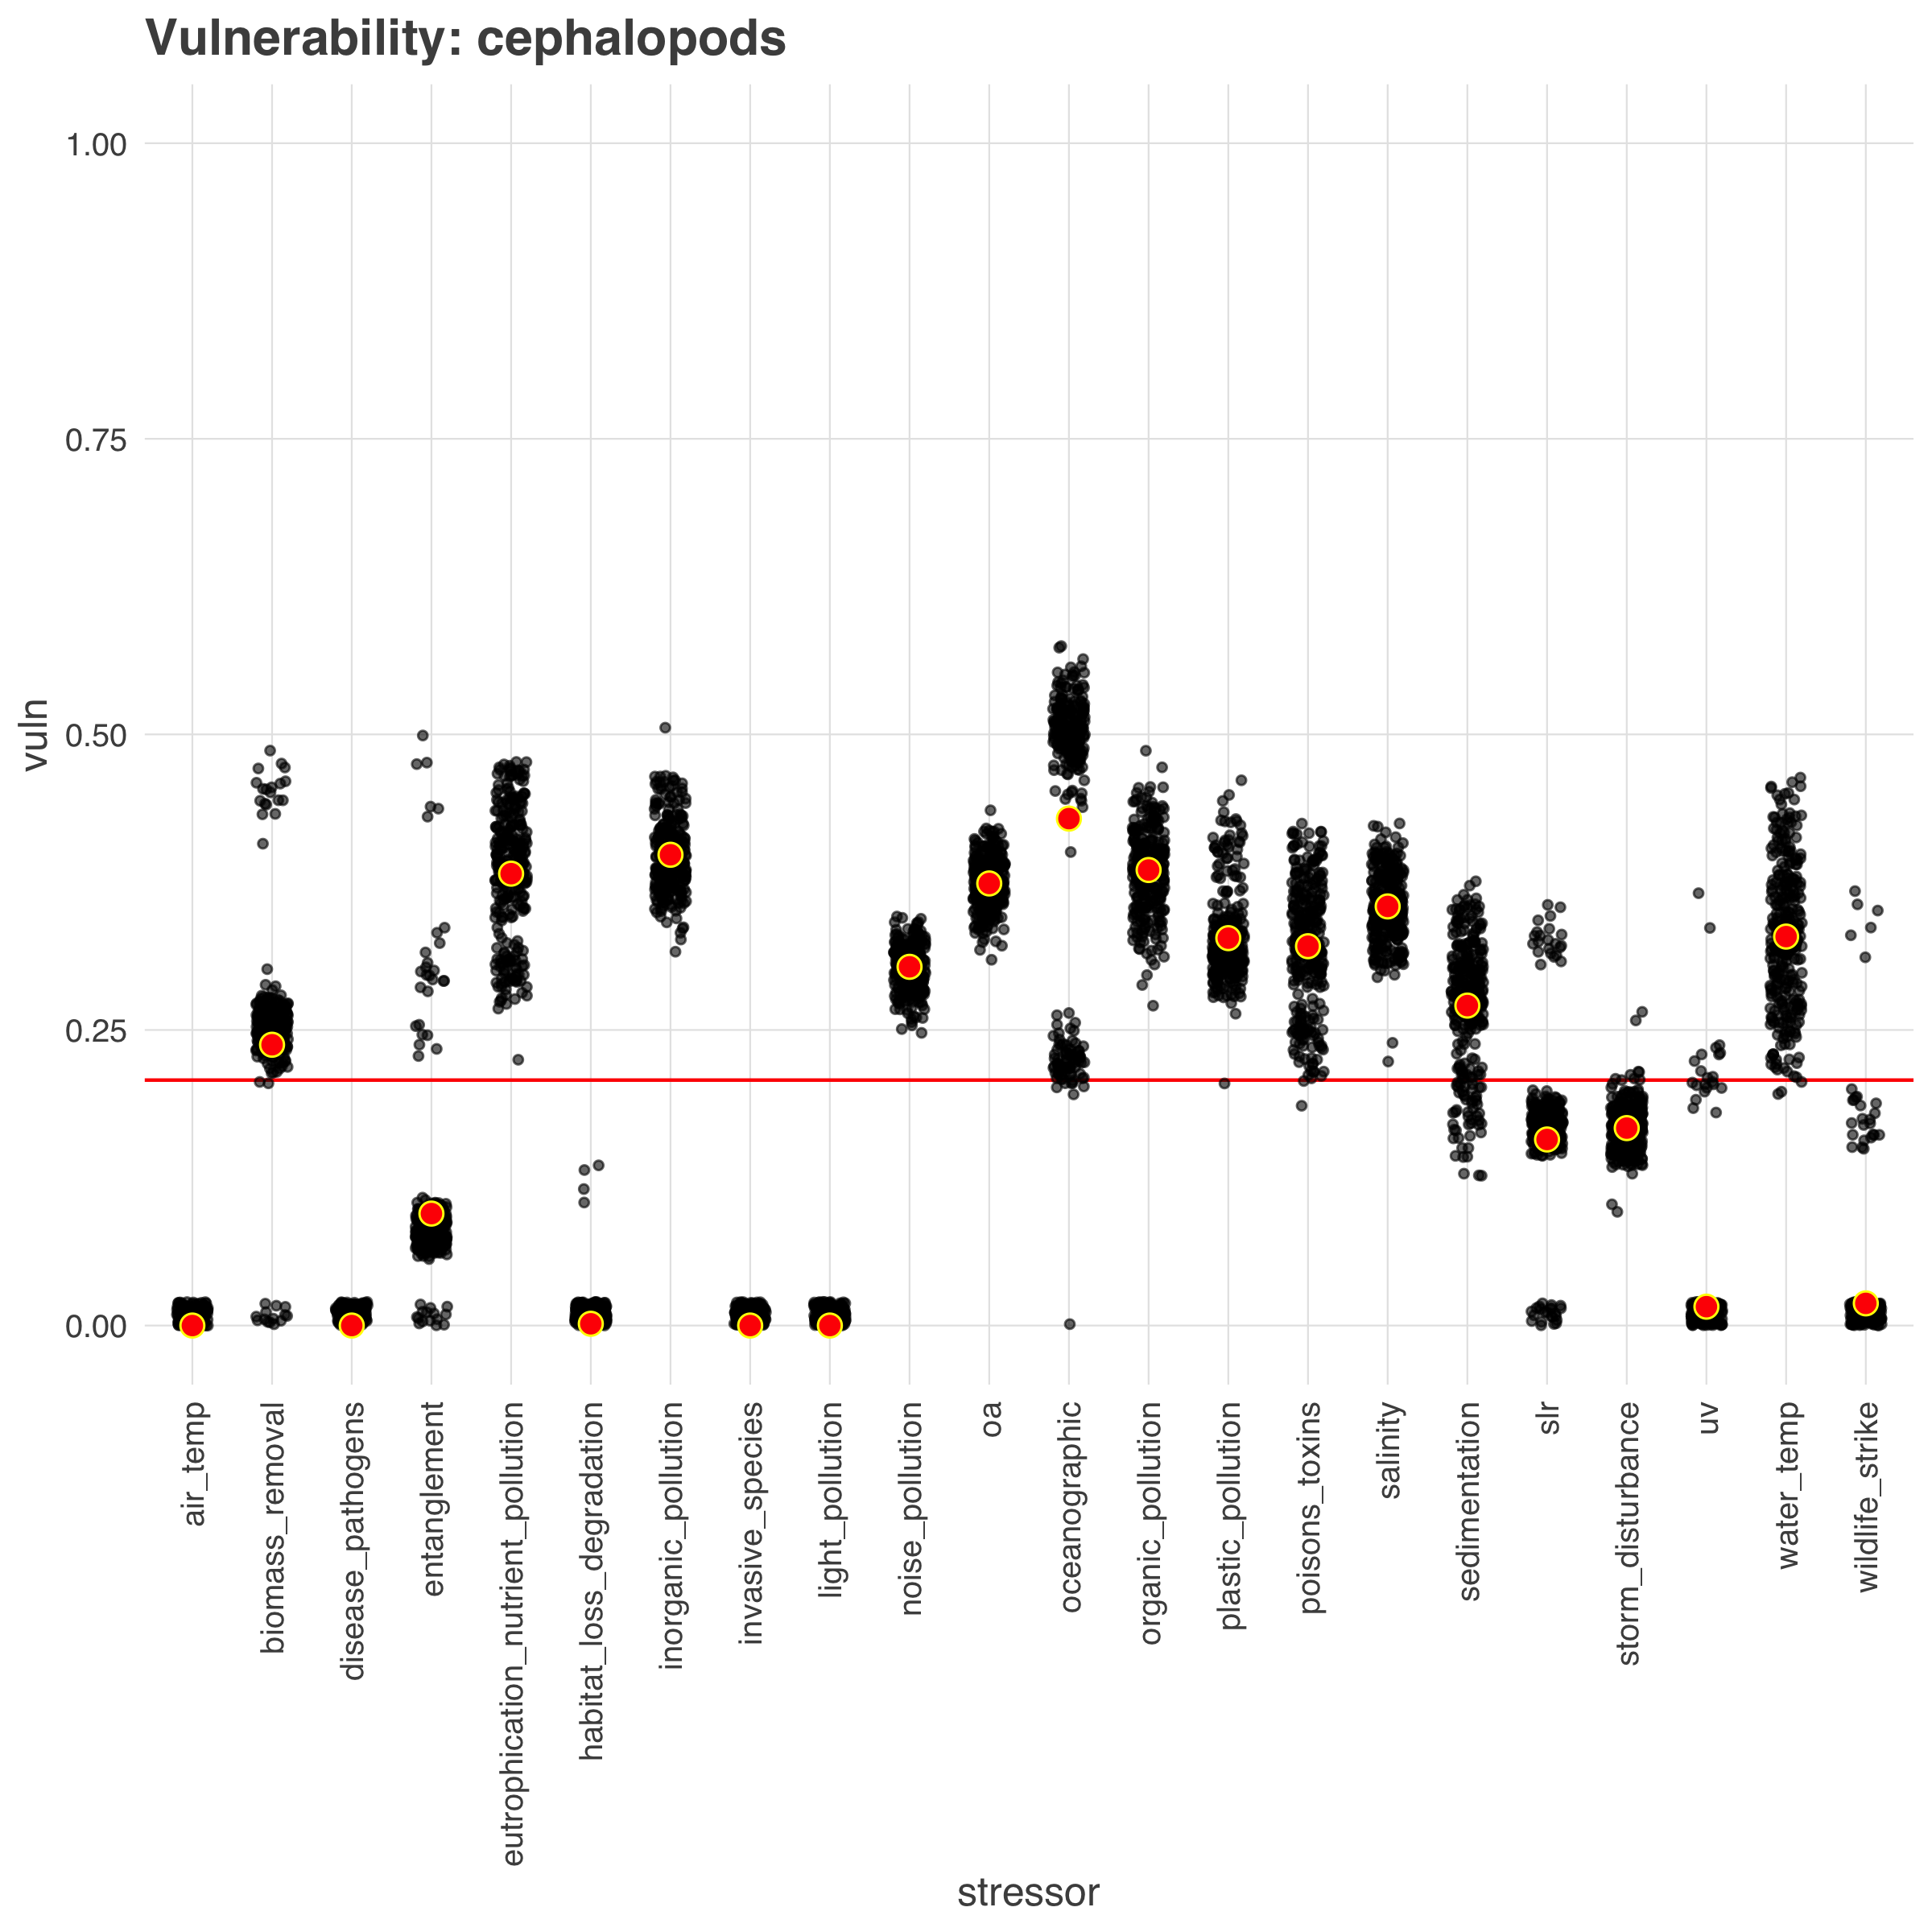 Vulnerability: cephalopods
1.00
0.75
0.50
0.25
0.00
vuln
air_temp
biomass_removal
disease_pathogens
entanglement
eutrophication_nutrient_pollution
habitat_loss_degradation
inorganic_pollution
invasive_species
light_pollution
noise_pollution
oa
oceanographic
organic_pollution
plastic_pollution
poisons_toxins
salinity
sedimentation
slr
storm_disturbance
uv
water_temp
wildlife_strike
stressor